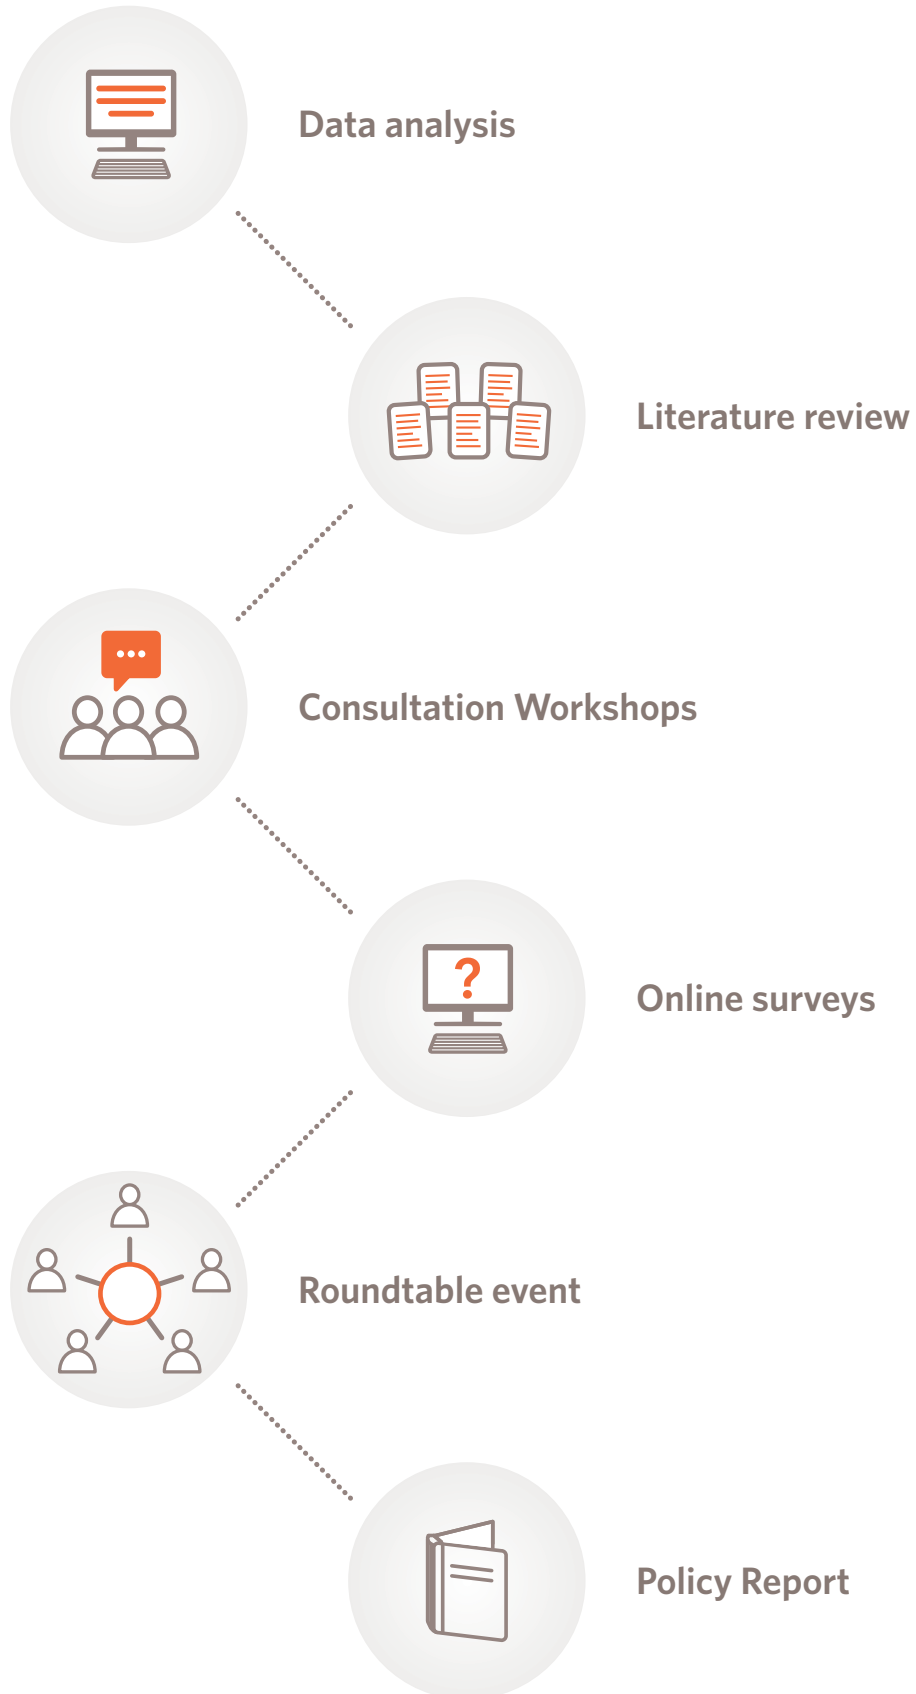 Data analysis
Literature review
Consultation Workshops
Online surveys
Roundtable event
Policy Report